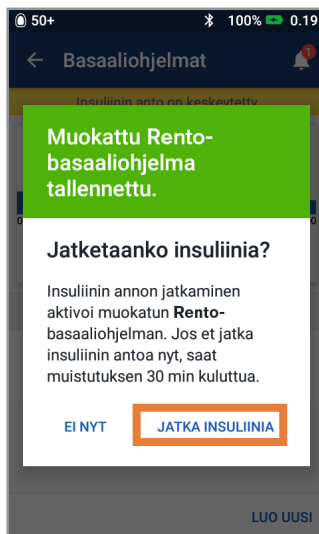 50+ 100% 0.19
Basaaliohjelmat
Insuliinin anto on keskeytetty
Muokattu Rento-
basaaliohjelma
tallennettu.
Jatketaanko insuliinia?
Insuliinin annon jatkaminen
aktivoi muokatun Rento-
basaaliohjelman. Jos et jatka
insuliinin antoa nyt, saat
muistutuksen 30 min kuluttua.
EI NYT JATKA INSULIINIA
LUO UUSI